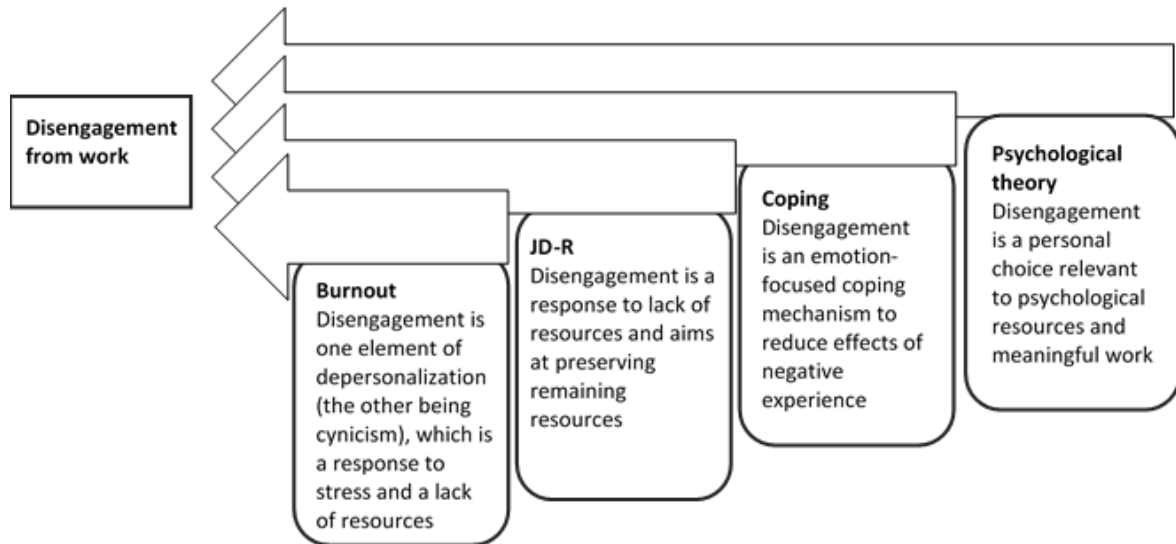 Disengagement
from work
Burnout
Disengagement is
one element of
depersonalization
(the other being
cynicism), which is
a response to
stress and a lack
of resources
JD-R
Disengagement is a
response to lack of
resources and aims
at preserving
remaining
resources
Coping
Disengagement
is an emotion-
focused coping
mechanism to
reduce effects of
negative
experience
Psychological
theory
Disengagement
is a personal
choice relevant
to psychological
resources and
meaningful work